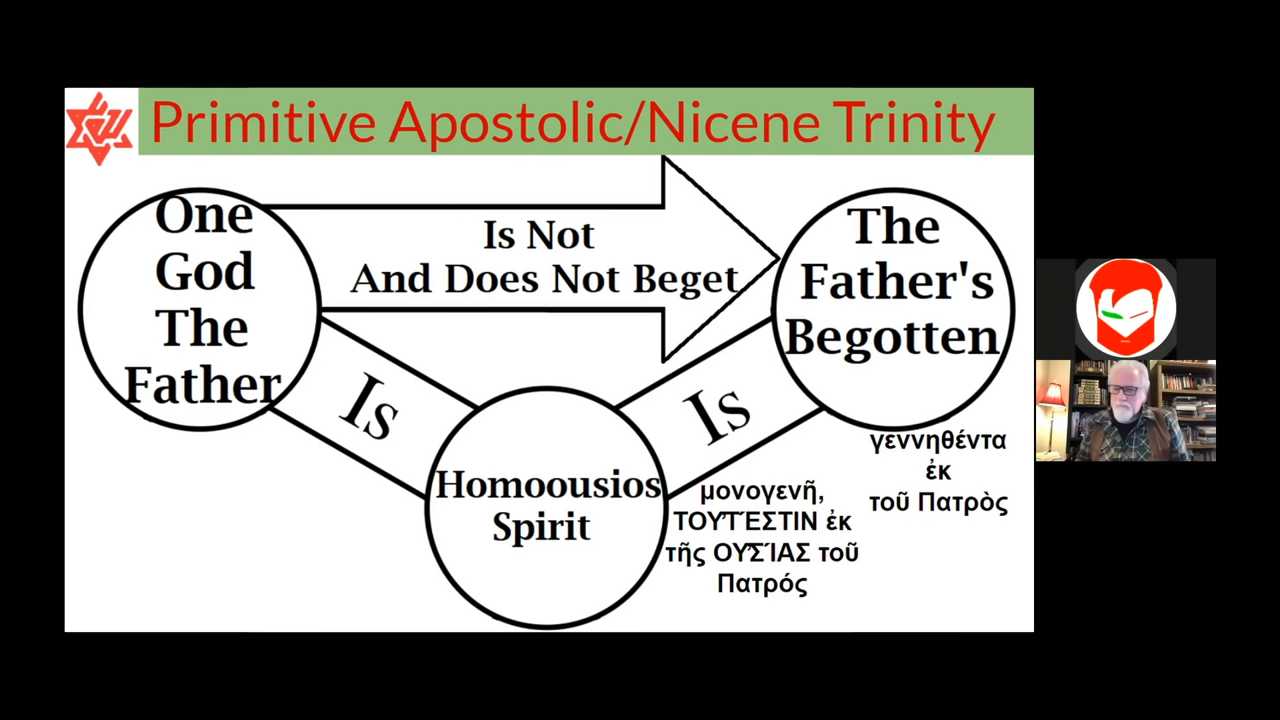 Primitive Apostolic/Nicene Trinity
One
God
The
Father
Is Not
And Does Not Beget
The
Father's
Begotten
Is
Is
Homoousios
Spirit
γεννηθέντα
ἐκ
τοῦ Πατρὸς
μονογενῆ,
ΤΟΥΤΈΣΤΙΝ ἐκ
τῆς ΟΥΣΊΑΣ τοῦ
Πατρός